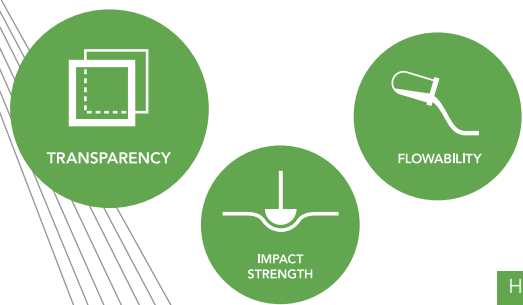 TRANSPARENCY
FLOWABILITY
IMPACT
STRENGTH
H